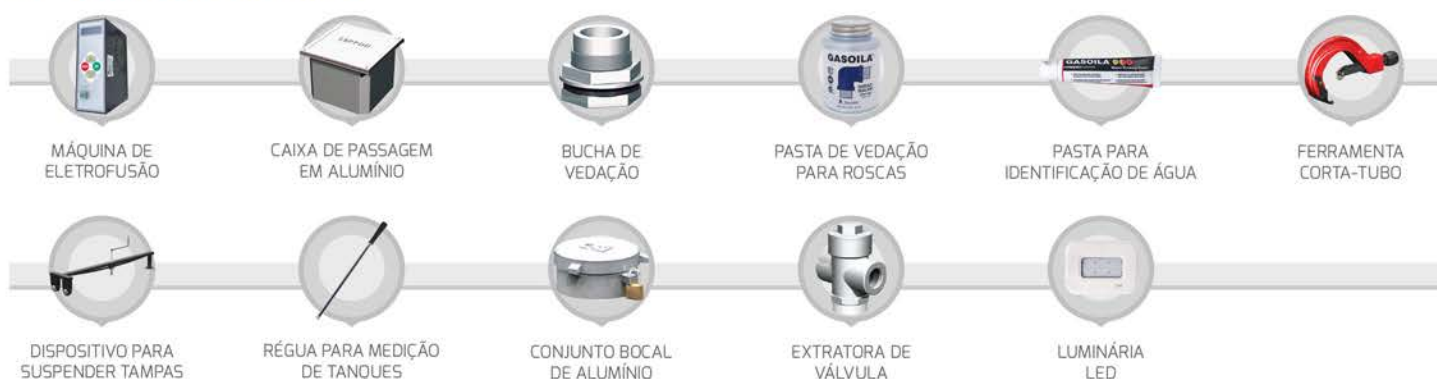 ZEPPINI
GASOILA
GASOILA
MÁQUINA DE
ELETROFUSÃO
CAIXA DE PASSAGEM
EM ALUMÍNIO
BUCHA DE
VEDAÇÃO
PASTA DE VEDAÇÃO
PARA ROSCAS
PASTA PARA
IDENTIFICAÇÃO DE ÁGUA
FERRAMENTA
CORTA-TUBO
DISPOSITIVO PARA
SUSPENDER TAMPAS
RÉGUA PARA MEDIÇÃO
DE TANQUES
CONJUNTO BOCAL
DE ALUMÍNIO
EXTRATORA DE
VÁLVULA
LUMINÁRIA
LED